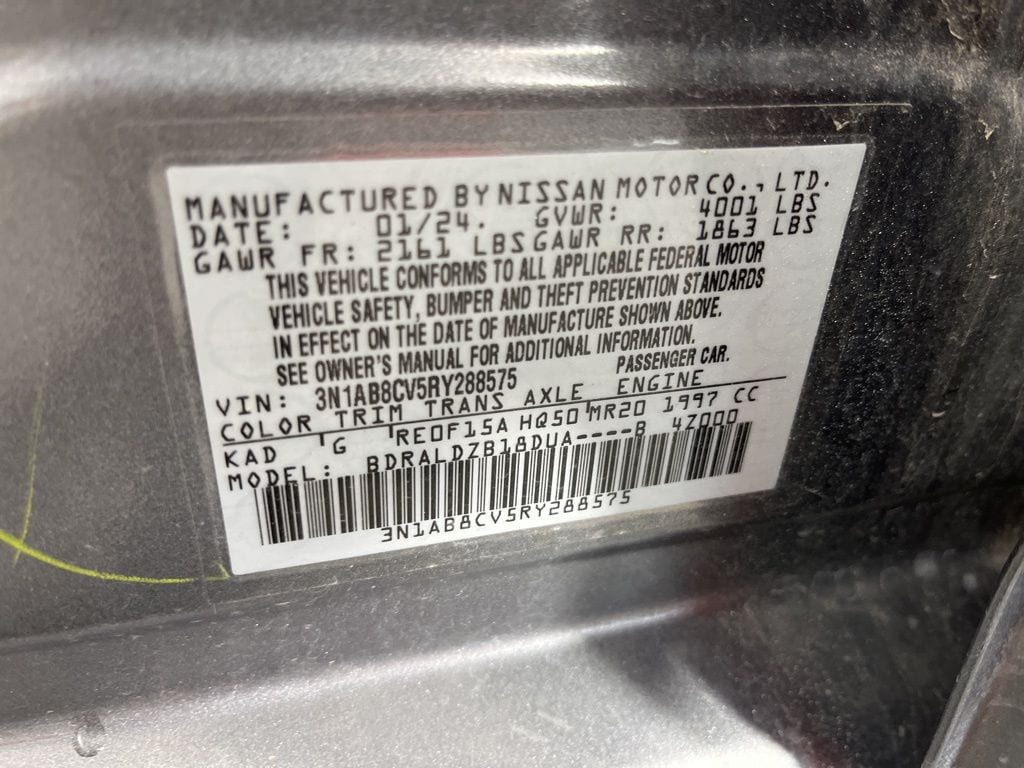 MANUFACTURED BY NISSAN MOTOR CO., LTD.
DATE: 01/24. GVWR: 4001 LBS
GAWR FR: 2161 LBS GAWR RR: 1863 LBS
THIS VEHICLE CONFORMS TO ALL APPLICABLE FEDERAL MOTOR
VEHICLE SAFETY, BUMPER AND THEFT PREVENTION STANDARDS
IN EFFECT ON THE DATE OF MANUFACTURE SHOWN ABOVE.
SEE OWNER'S MANUAL FOR ADDITIONAL INFORMATION.
VIN: 3N1AB8CV5RY288575 PASSENGER CAR.
COLOR TRIM TRANS AXLE ENGINE
KAD 'G 'RE0F15A HQ50'MR20 1997 CC
MODEL: BDRALDZB18DUA----B 47000
3N1AB8CV5RY288575